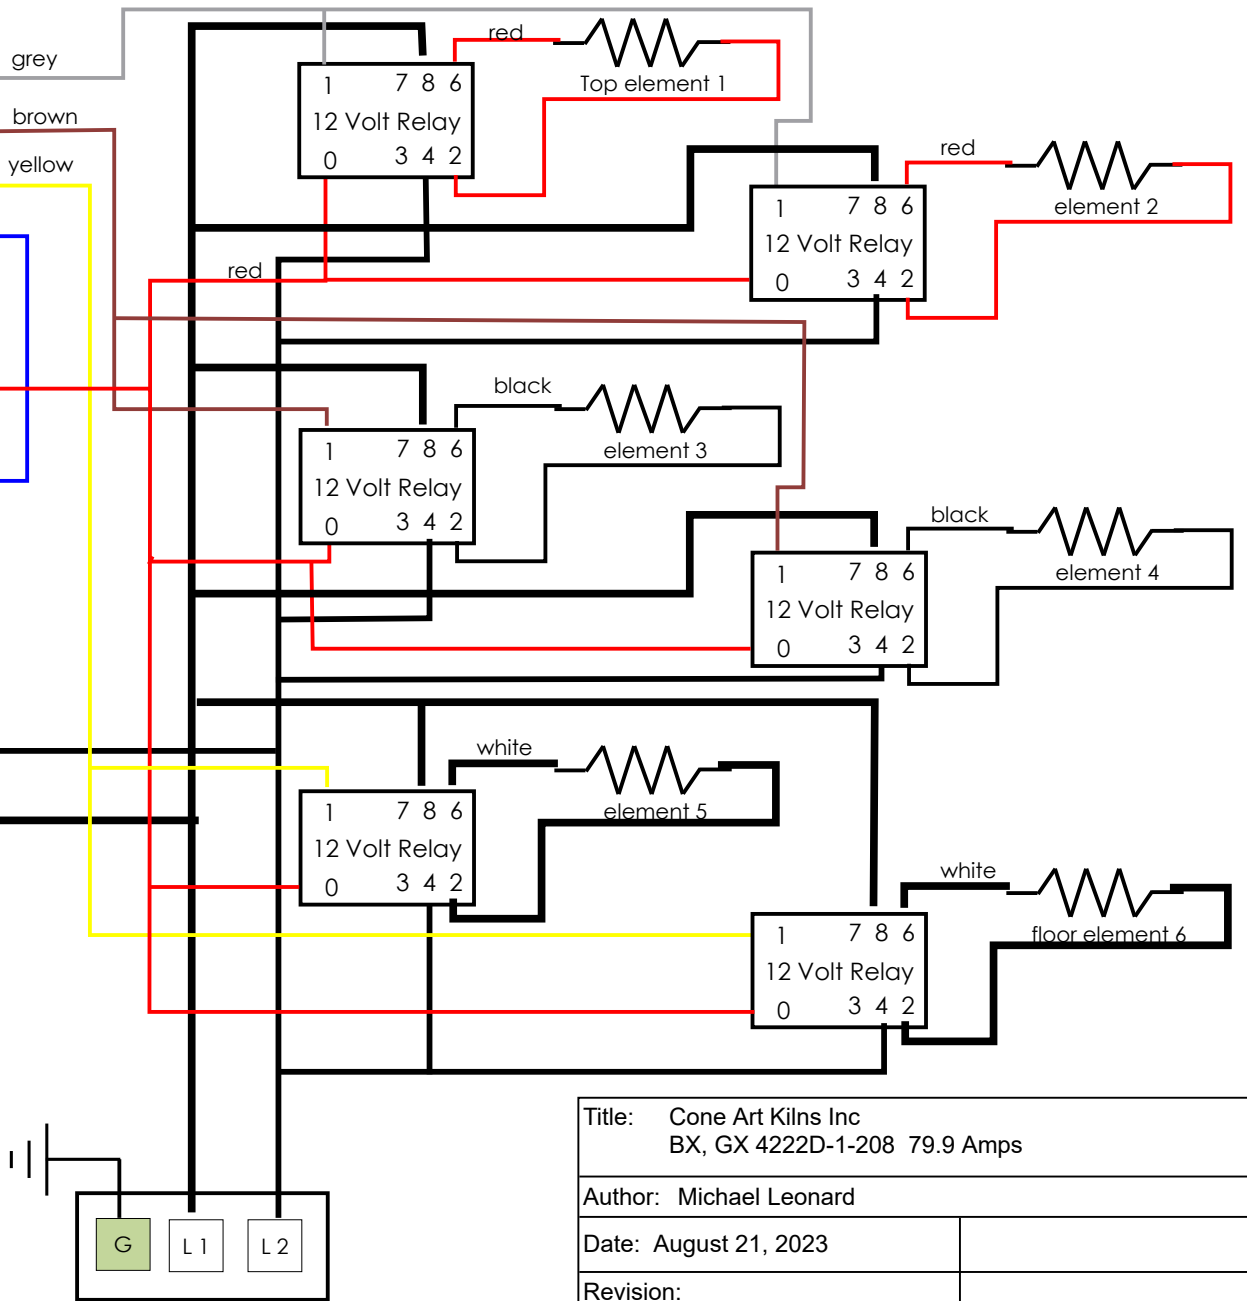 grey
brown
yellow
red
Top element 1
1 7 8 6
12 Volt Relay
0 3 4 2
red
element 2
1 7 8 6
12 Volt Relay
0 3 4 2
red
black
element 3
1 7 8 6
12 Volt Relay
0 3 4 2
black
element 4
1 7 8 6
12 Volt Relay
0 3 4 2
white
element 5
1 7 8 6
12 Volt Relay
0 3 4 2
white
floor element 6
1 7 8 6
12 Volt Relay
0 3 4 2
G L 1 L 2
Title: Cone Art Kilns Inc
BX, GX 4222D-1-208 79.9 Amps
Author: Michael Leonard
Date: August 21, 2023
Revision: